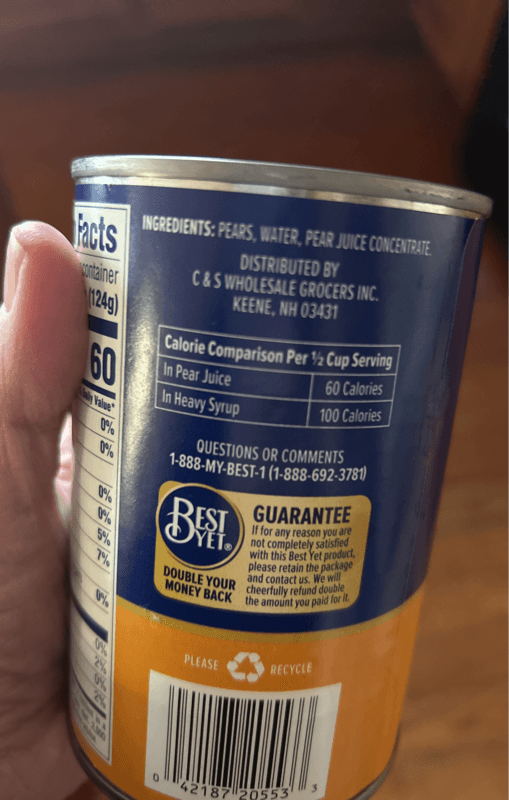 Facts
container
(124g)
60
Daily Value*
0%
0%
0%
0%
5%
7%
0%
0%
2%
0%
2%
INGREDIENTS: PEARS, WATER, PEAR JUICE CONCENTRATE.
DISTRIBUTED BY
C & S WHOLESALE GROCERS INC.
KEENE, NH 03431
Calorie Comparison Per ½ Cup Serving
In Pear Juice 60 Calories
In Heavy Syrup 100 Calories
QUESTIONS OR COMMENTS
1-888-MY-BEST-1 (1-888-692-3781)
BEST
YET®
DOUBLE YOUR
MONEY BACK
GUARANTEE
If for any reason you are
not completely satisfied
with this Best Yet product,
please retain the package
and contact us. We will
cheerfully refund double
the amount you paid for it.
PLEASE RECYCLE
0 42187 20553 3